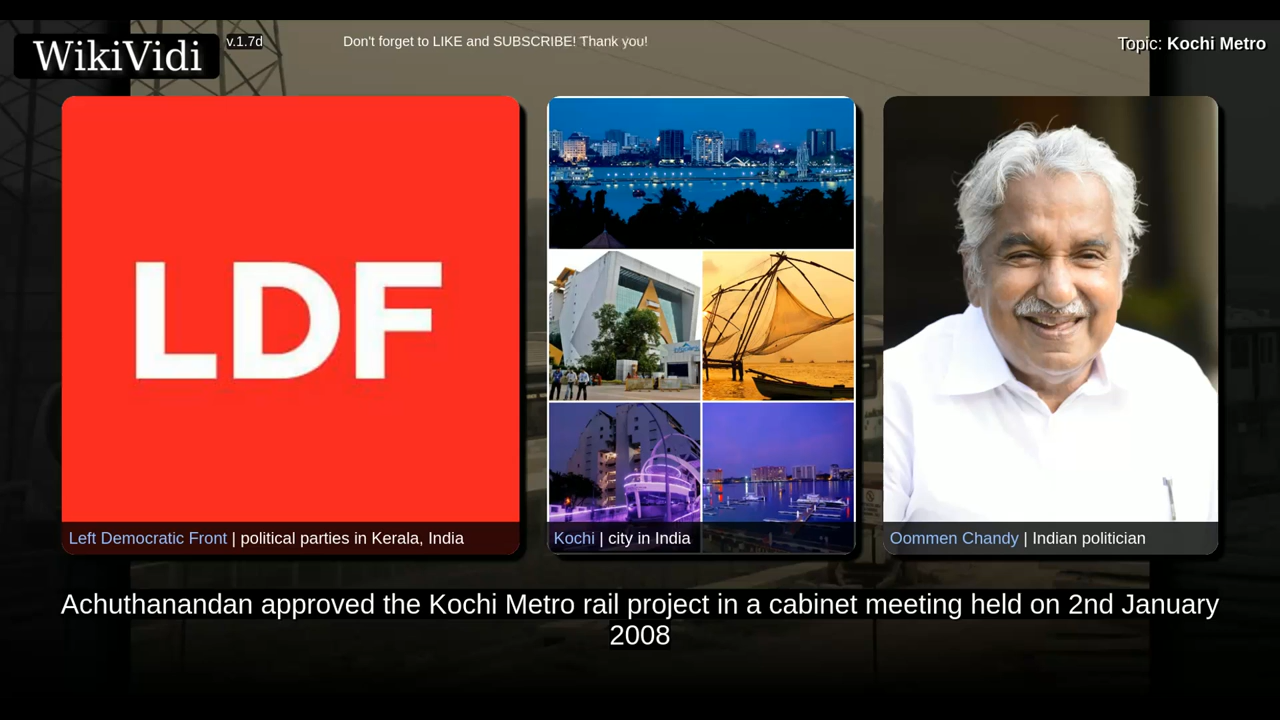 WikiVidi v.1.7d
Don't forget to LIKE and SUBSCRIBE! Thank you!
Topic: Kochi Metro
LDF
Left Democratic Front | political parties in Kerala, India
Kochi | city in India
Oommen Chandy | Indian politician
Achuthanandan approved the Kochi Metro rail project in a cabinet meeting held on 2nd January
2008